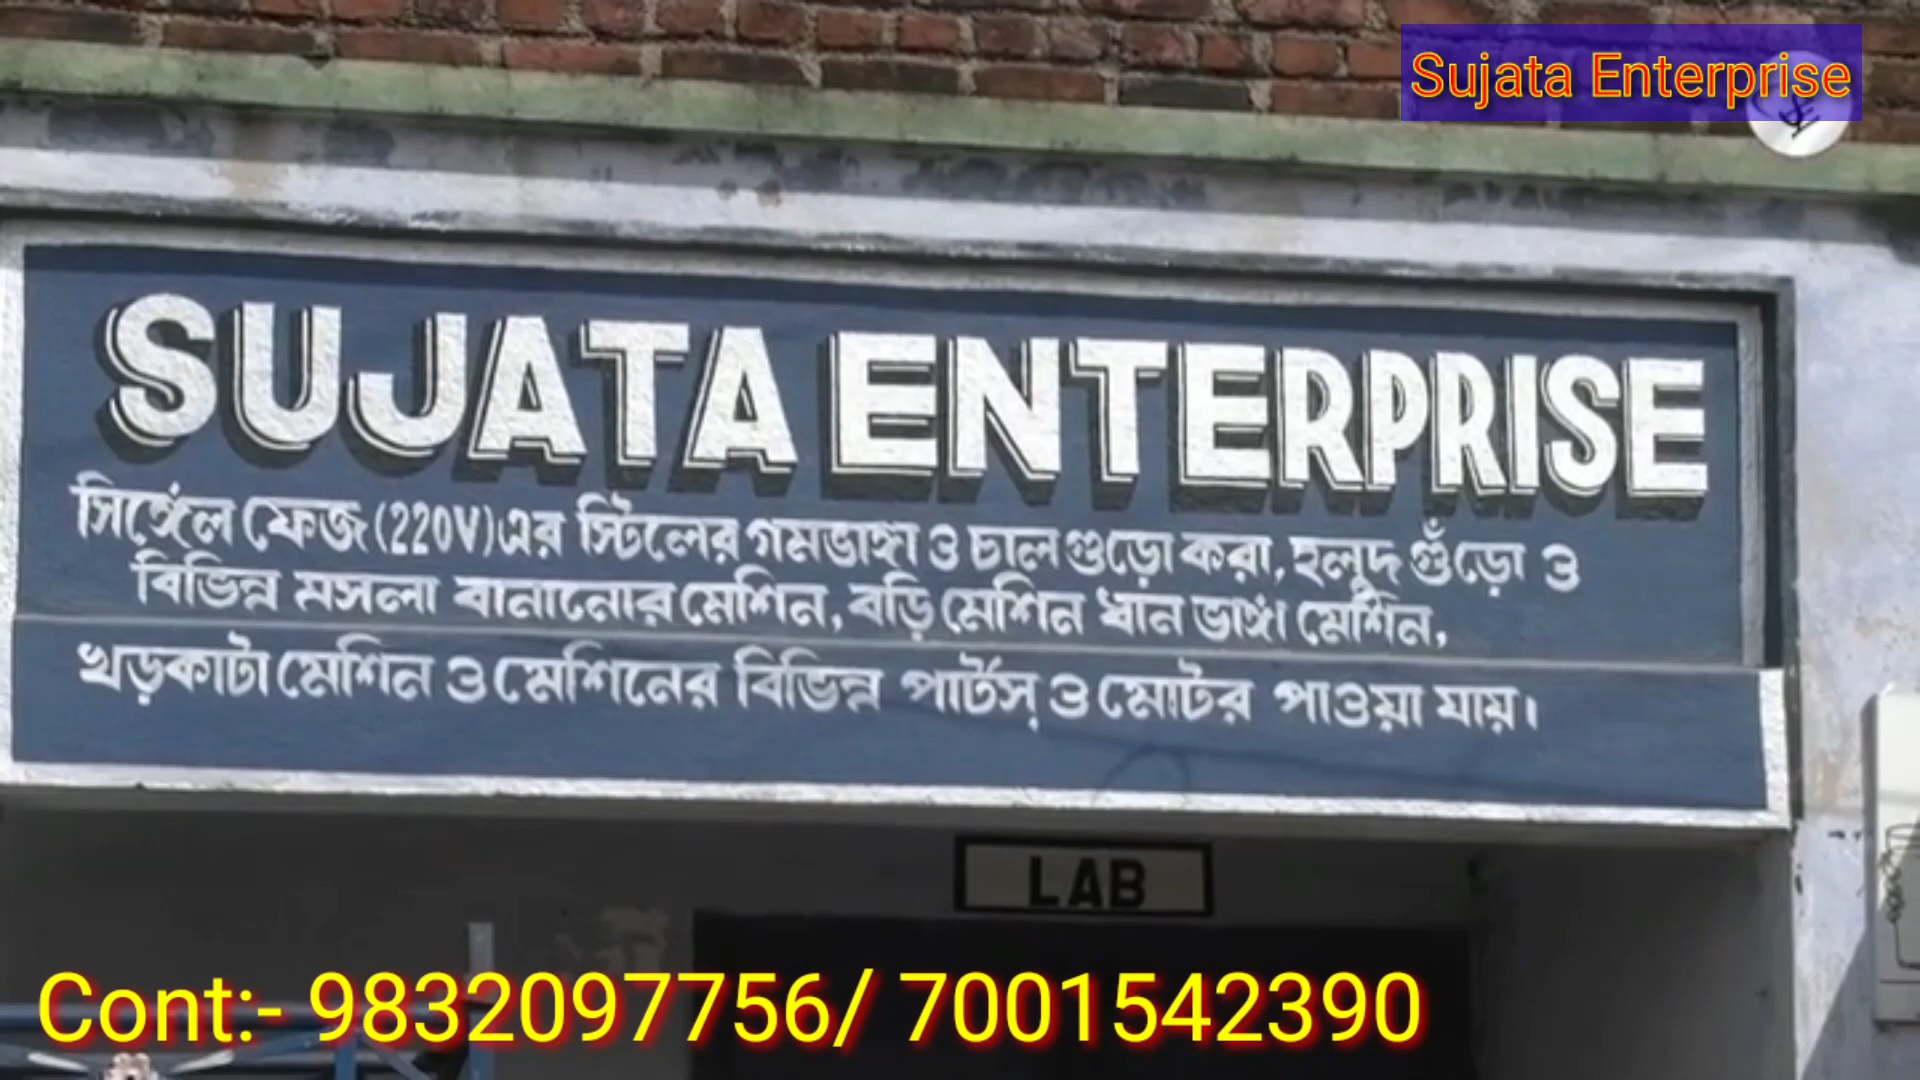 Sujata Enterprise
SUJATA ENTERPRISE
সিঙ্গেল ফেজ (220V) এর স্টিলের গমভাঙ্গা ও চাল গুড়ো করা, হলুদ গুঁড়ো ও
বিভিন্ন মসলা বানানোর মেশিন, বড়ি মেশিন ধান ভাঙ্গা মেশিন,
খড়কাটা মেশিন ও মেশিনের বিভিন্ন পার্টস্ ও মোটর পাওয়া যায়।
LAB
Cont:- 9832097756/ 7001542390